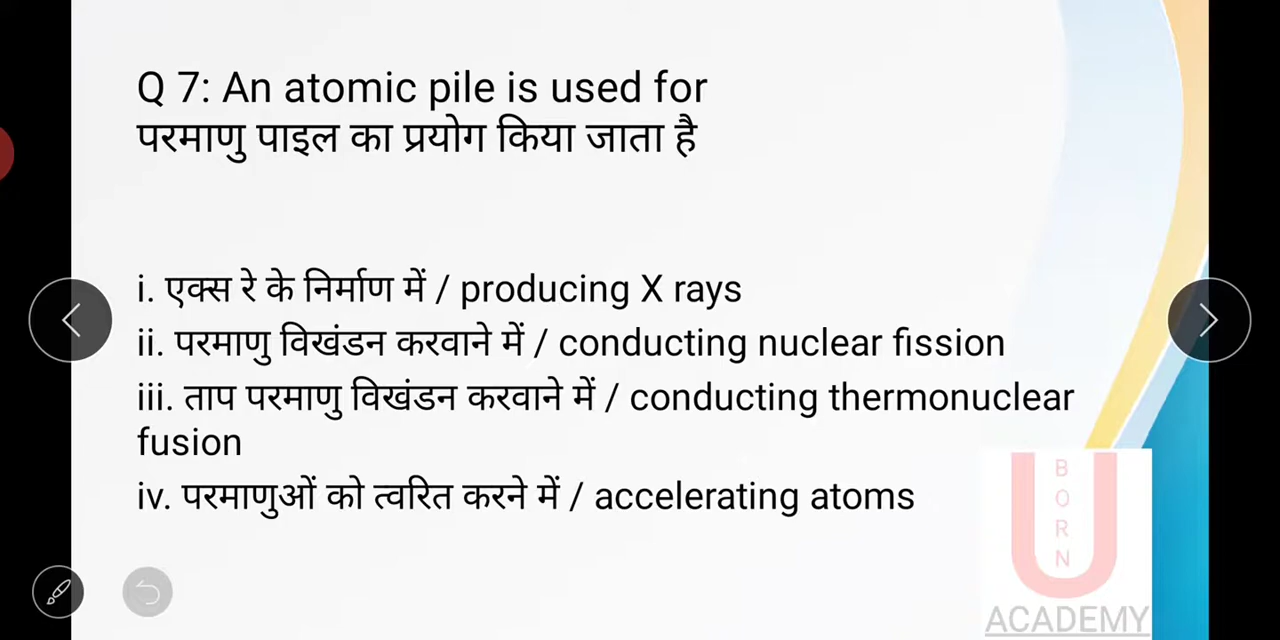 Q 7: An atomic pile is used for
परमाणु पाइल का प्रयोग किया जाता है
i. एक्स रे के निर्माण में / producing X rays
ii. परमाणु विखंडन करवाने में / conducting nuclear fission
iii. ताप परमाणु विखंडन करवाने में / conducting thermonuclear
fusion
iv. परमाणुओं को त्वरित करने में / accelerating atoms
U
BORN
ACADEMY